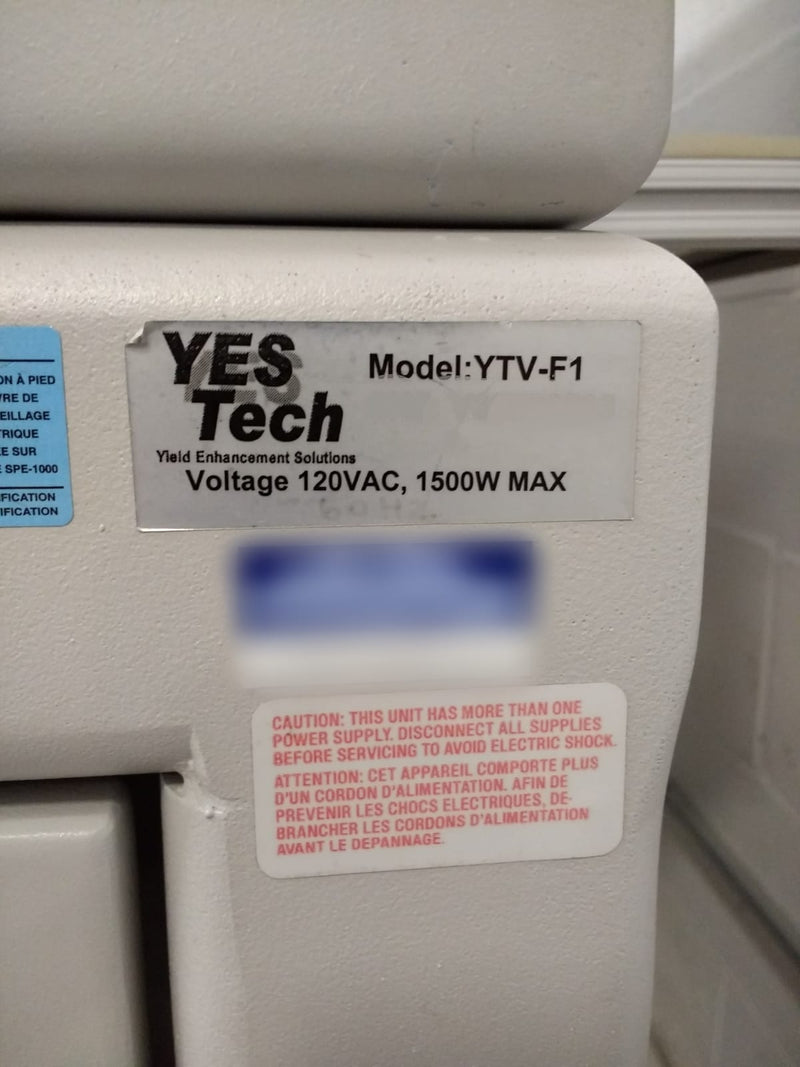 ON À PIED
VRE DE
EILLAGE
TRIQUE
E SUR
E SPE-1000
FICATION
IFICATION
YES
Tech
Yield Enhancement Solutions
Model:YTV-F1
Voltage 120VAC, 1500W MAX
CAUTION: THIS UNIT HAS MORE THAN ONE
POWER SUPPLY. DISCONNECT ALL SUPPLIES
BEFORE SERVICING TO AVOID ELECTRIC SHOCK.
ATTENTION: CET APPAREIL COMPORTE PLUS
D'UN CORDON D'ALIMENTATION. AFIN DE
PREVENIR LES CHOCS ELECTRIQUES, DE-
BRANCHER LES CORDONS D'ALIMENTATION
AVANT LE DEPANNAGE.